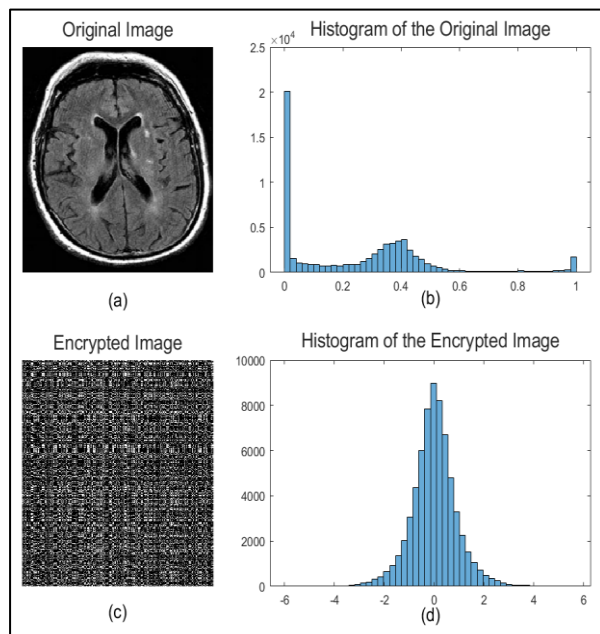 Original Image
Histogram of the Original Image
×10⁴
2.5
2
1.5
1
0.5
0
0 0.2 0.4 0.6 0.8 1
(a)
(b)
Encrypted Image
Histogram of the Encrypted Image
10000
8000
6000
4000
2000
0
-6 -4 -2 0 2 4 6
(c)
(d)